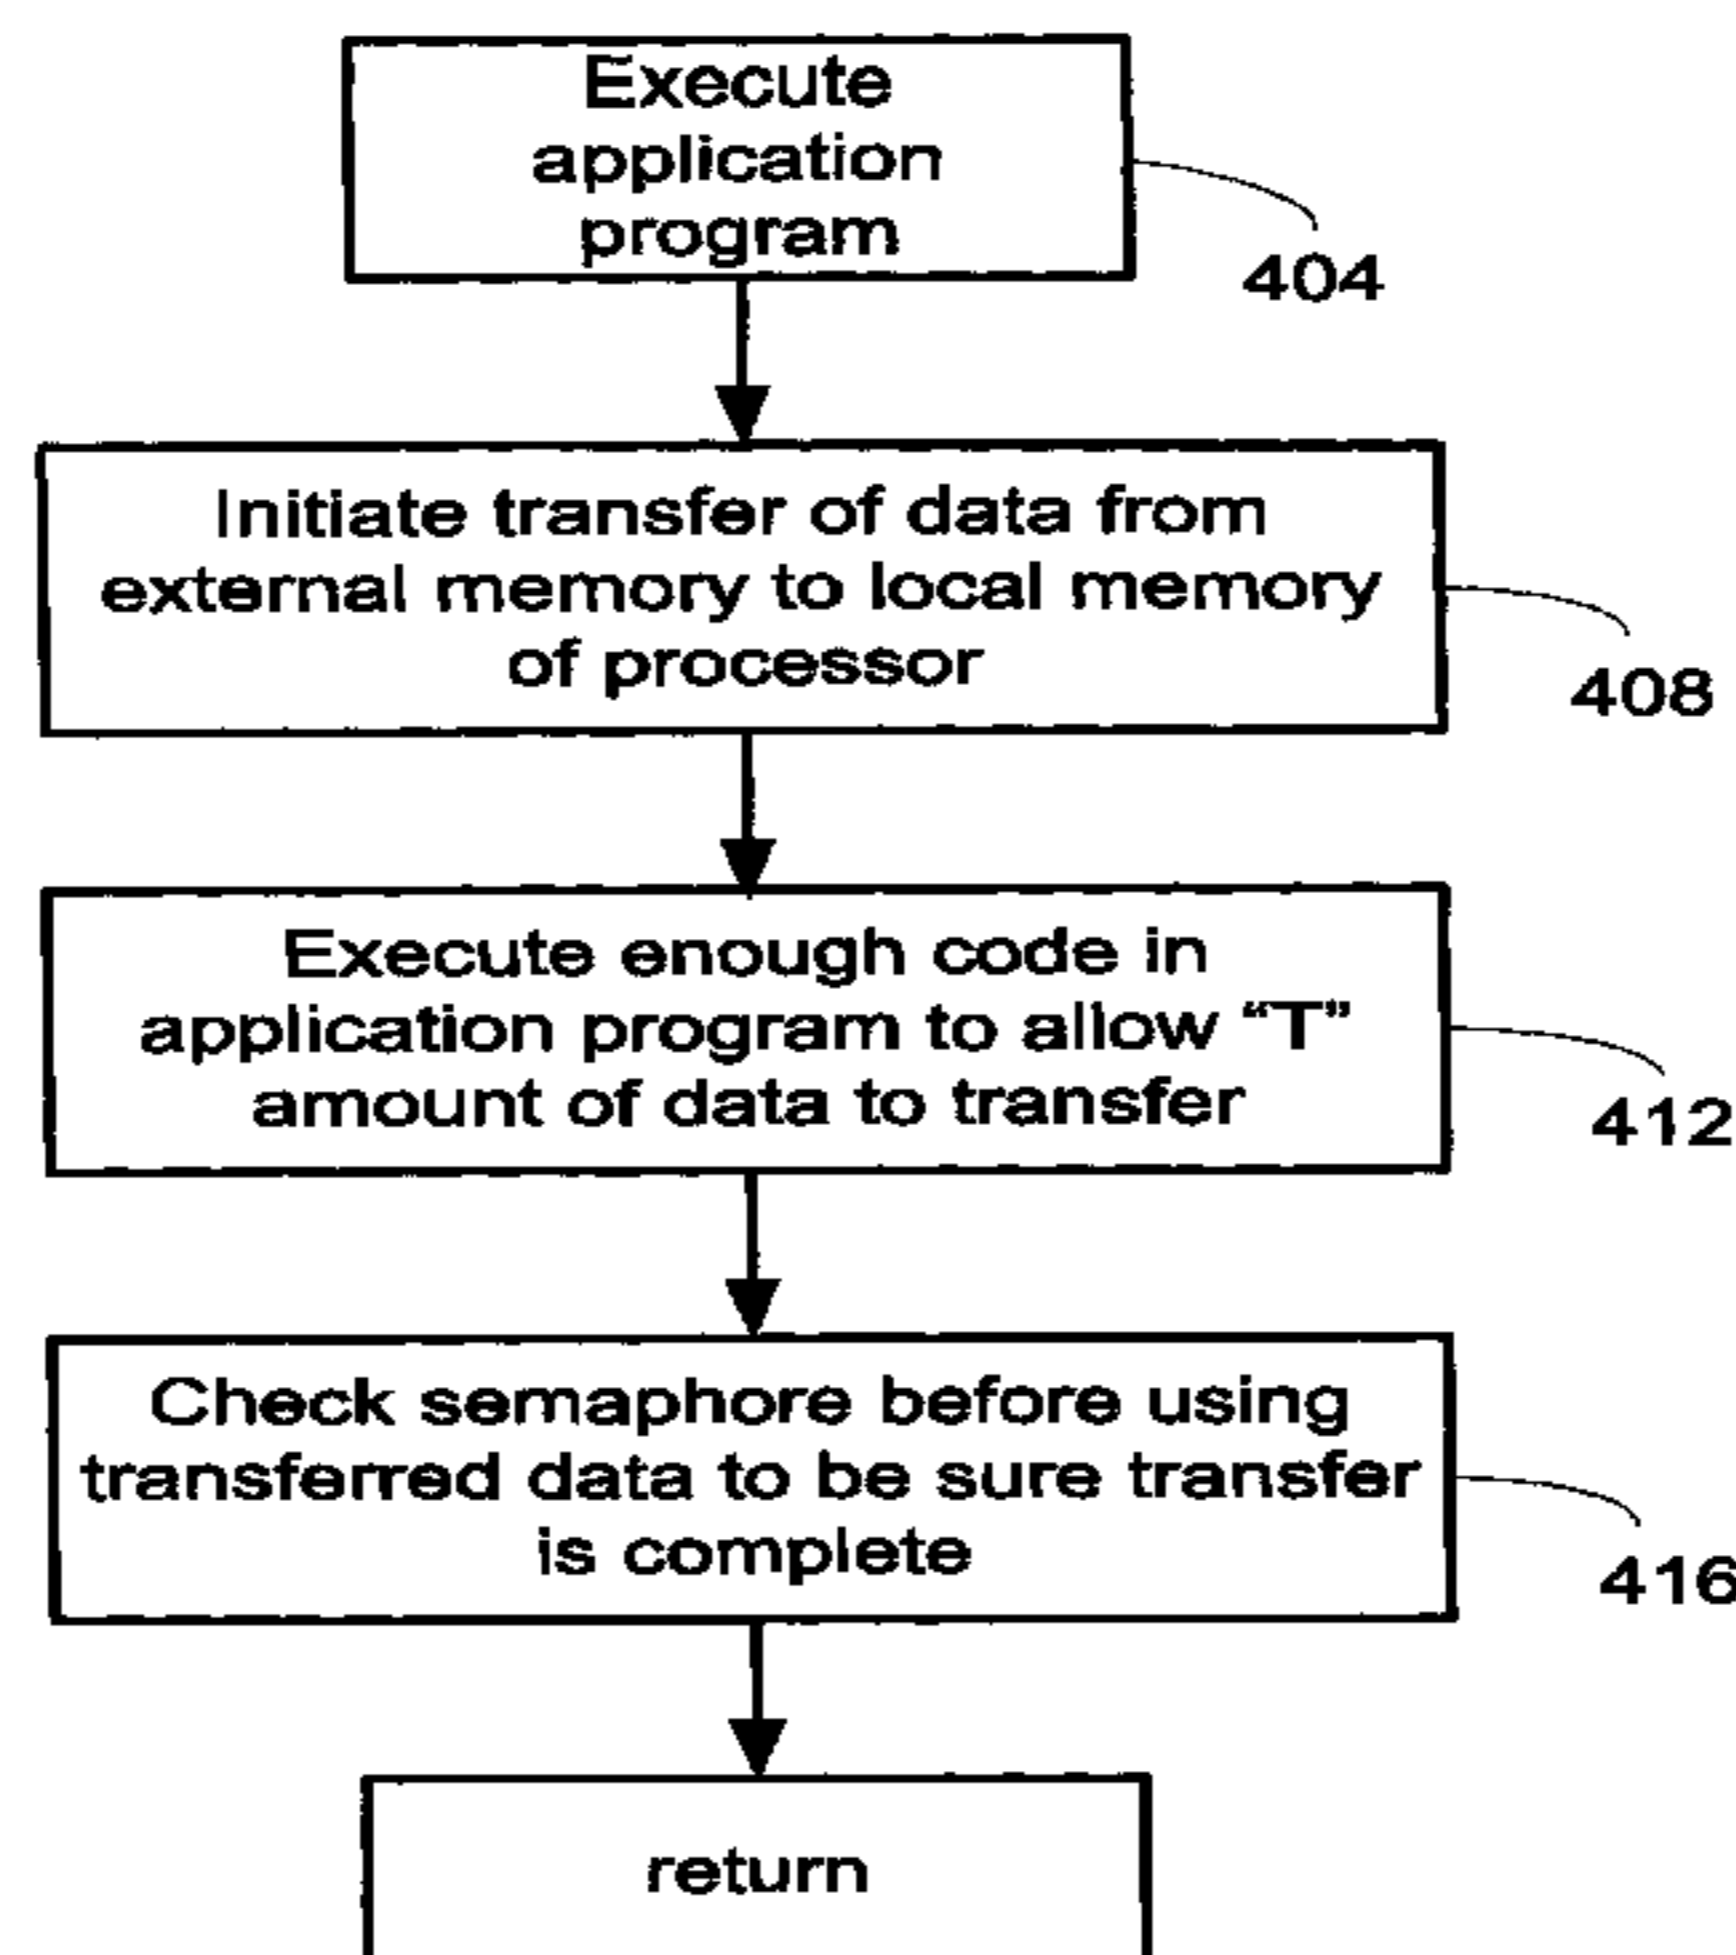 Execute
application
program
404
Initiate transfer of data from
external memory to local memory
of processor
408
Execute enough code in
application program to allow “T”
amount of data to transfer
412
Check semaphore before using
transferred data to be sure transfer
is complete
416
return